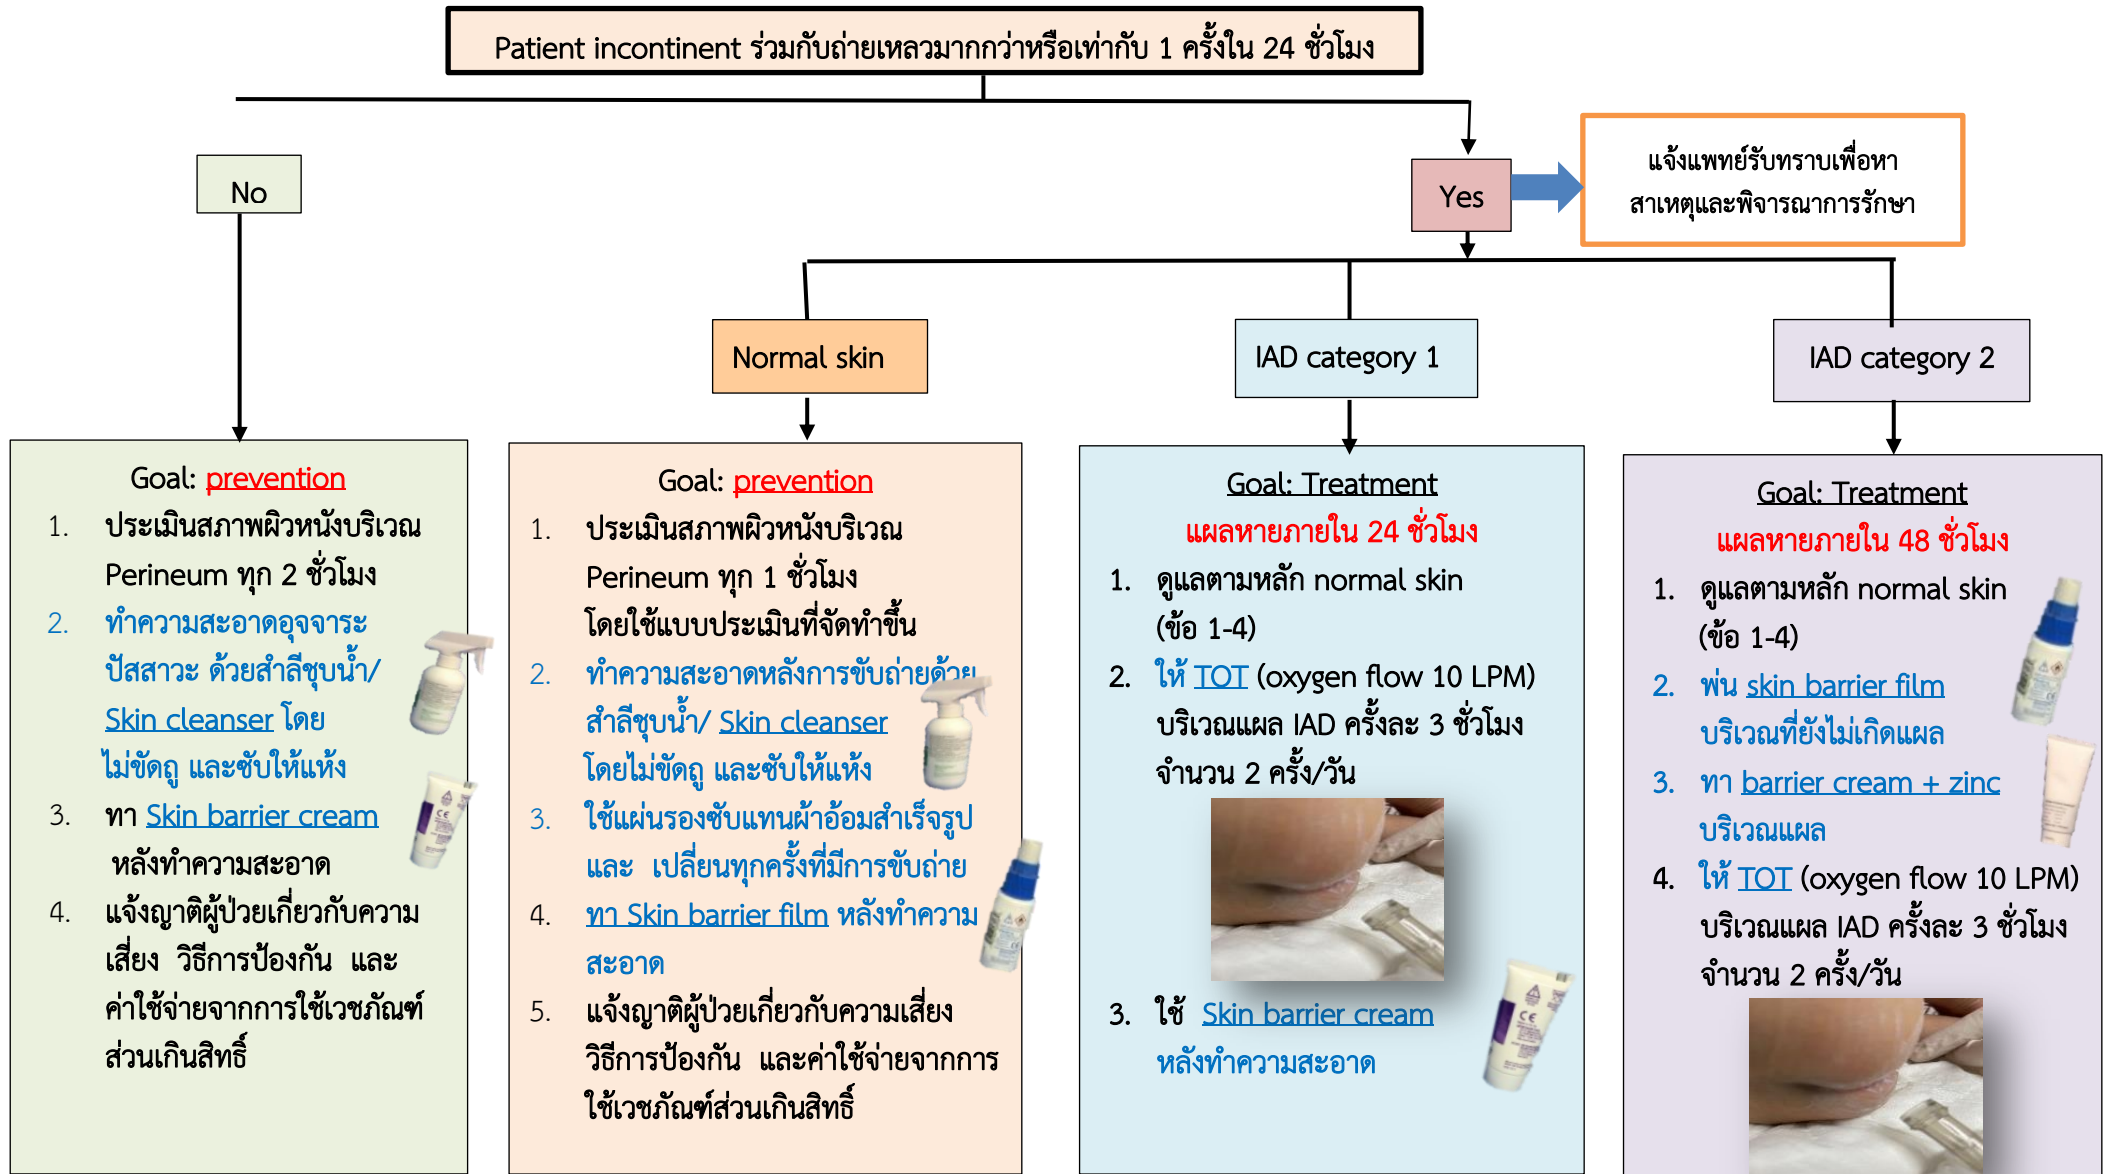 Patient incontinent ร่วมกับถ่ายเหลวมากกว่าหรือเท่ากับ 1 ครั้งใน 24 ชั่วโมง
No
Yes
แจ้งแพทย์รับทราบเพื่อหา
สาเหตุและพิจารณาการรักษา
Normal skin
IAD category 1
IAD category 2
Goal: prevention
1. ประเมินสภาพผิวหนังบริเวณ
Perineum ทุก 2 ชั่วโมง
2. ทำความสะอาดอุจจาระ
ปัสสาวะ ด้วยสำลีชุบน้ำ/
Skin cleanser โดย
ไม่ขัดถู และซับให้แห้ง
3. ทา Skin barrier cream
หลังทำความสะอาด
4. แจ้งญาติผู้ป่วยเกี่ยวกับความ
เสี่ยง วิธีการป้องกัน และ
ค่าใช้จ่ายจากการใช้เวชภัณฑ์
ส่วนเกินสิทธิ์
Goal: prevention
1. ประเมินสภาพผิวหนังบริเวณ
Perineum ทุก 1 ชั่วโมง
โดยใช้แบบประเมินที่จัดทำขึ้น
2. ทำความสะอาดหลังการขับถ่ายด้วย
สำลีชุบน้ำ/ Skin cleanser
โดยไม่ขัดถู และซับให้แห้ง
3. ใช้แผ่นรองซับแทนผ้าอ้อมสำเร็จรูป
และ เปลี่ยนทุกครั้งที่มีการขับถ่าย
4. ทา Skin barrier film หลังทำความ
สะอาด
5. แจ้งญาติผู้ป่วยเกี่ยวกับความเสี่ยง
วิธีการป้องกัน และค่าใช้จ่ายจากการ
ใช้เวชภัณฑ์ส่วนเกินสิทธิ์
Goal: Treatment
แผลหายภายใน 24 ชั่วโมง
1. ดูแลตามหลัก normal skin
(ข้อ 1-4)
2. ให้ TOT (oxygen flow 10 LPM)
บริเวณแผล IAD ครั้งละ 3 ชั่วโมง
จำนวน 2 ครั้ง/วัน
3. ใช้ Skin barrier cream
หลังทำความสะอาด
Goal: Treatment
แผลหายภายใน 48 ชั่วโมง
1. ดูแลตามหลัก normal skin
(ข้อ 1-4)
2. พ่น skin barrier film
บริเวณที่ยังไม่เกิดแผล
3. ทา barrier cream + zinc
บริเวณแผล
4. ให้ TOT (oxygen flow 10 LPM)
บริเวณแผล IAD ครั้งละ 3 ชั่วโมง
จำนวน 2 ครั้ง/วัน